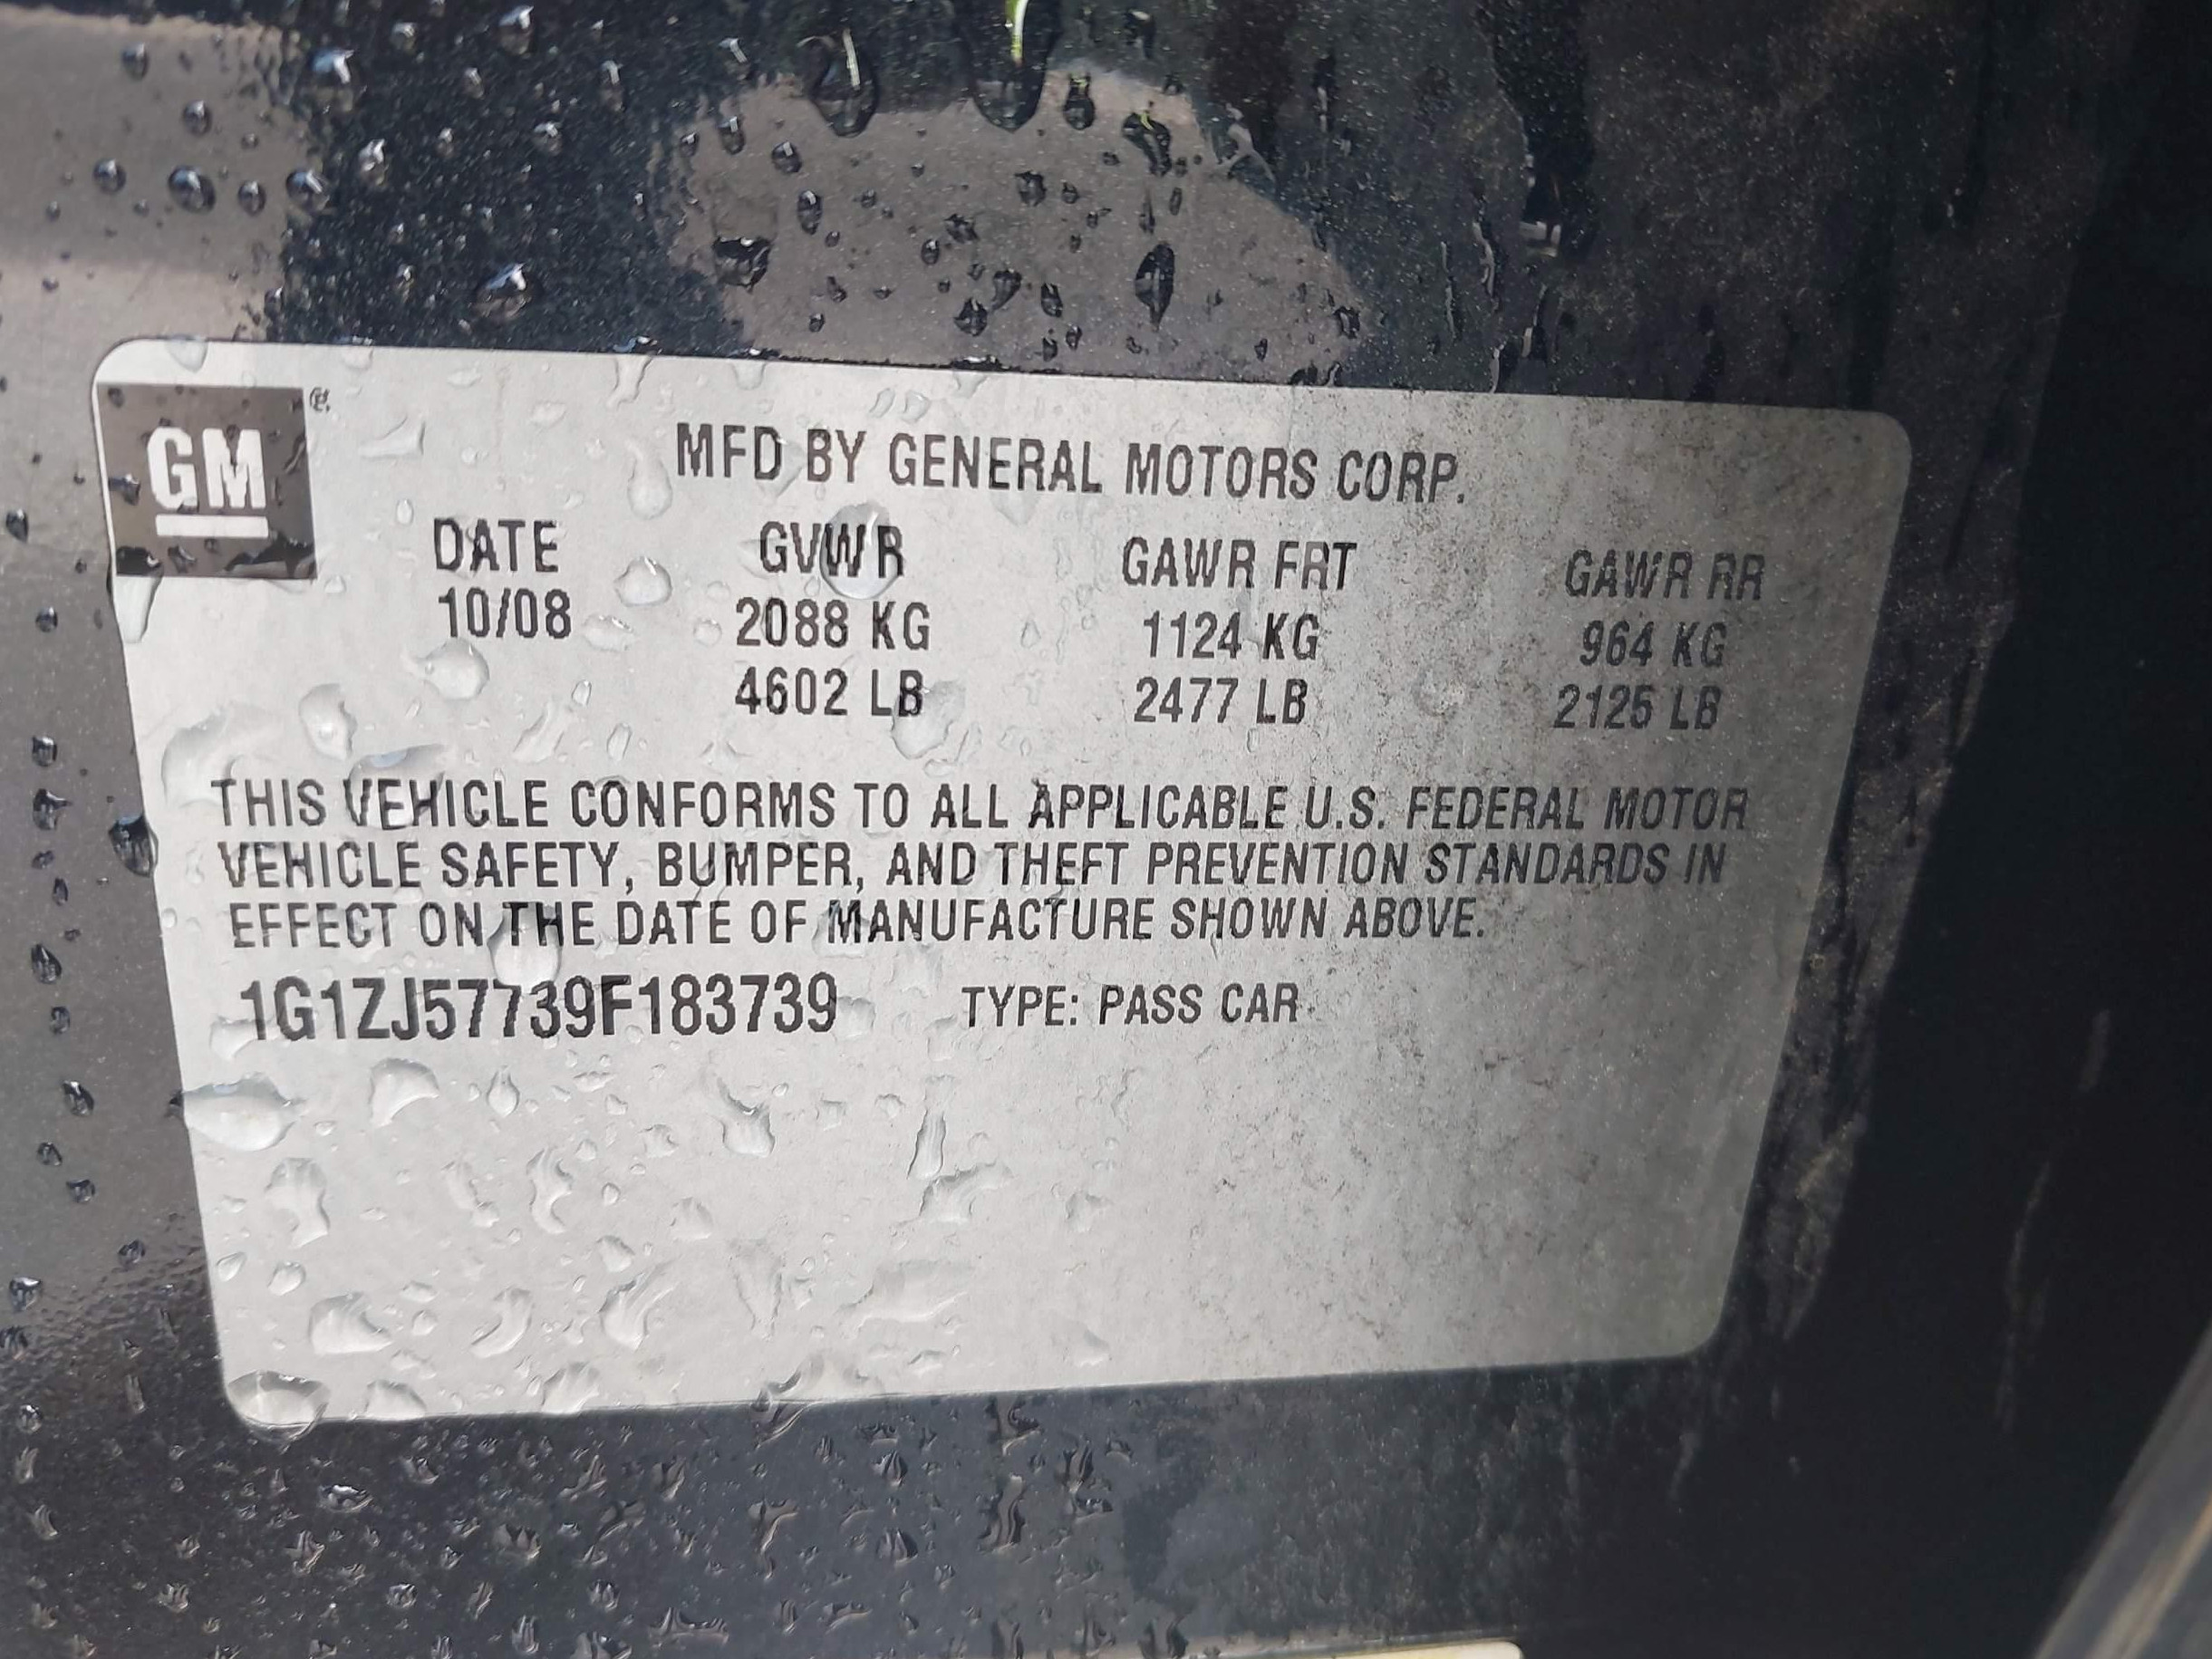 GM
MFD BY GENERAL MOTORS CORP.
DATE GVWR GAWR FRT GAWR RR
10/08 2088 KG 1124 KG 964 KG
4602 LB 2477 LB 2125 LB
THIS VEHICLE CONFORMS TO ALL APPLICABLE U.S. FEDERAL MOTOR
VEHICLE SAFETY, BUMPER, AND THEFT PREVENTION STANDARDS IN
EFFECT ON THE DATE OF MANUFACTURE SHOWN ABOVE.
1G1ZJ57739F183739 TYPE: PASS CAR